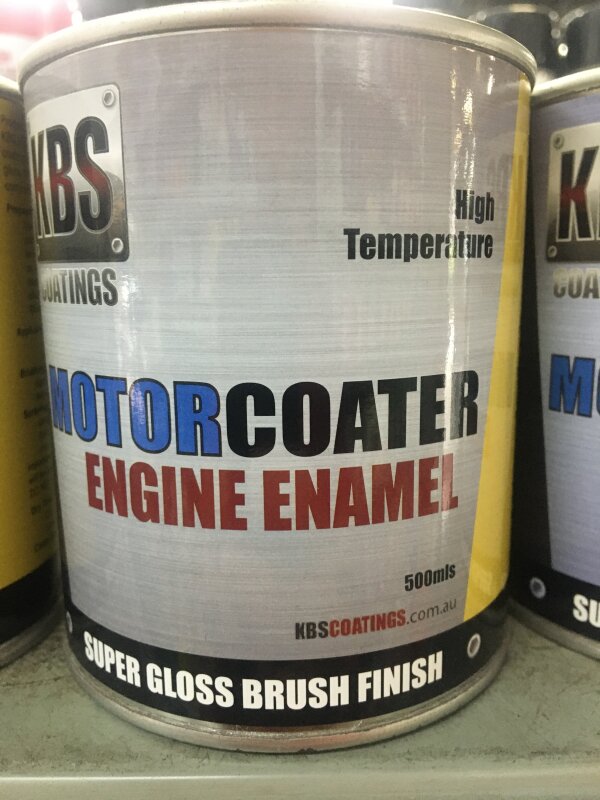 KBS
COATINGS
High
Temperature
MOTORCOATER
ENGINE ENAMEL
500mls
KBSCOATINGS.com.au
SUPER GLOSS BRUSH FINISH